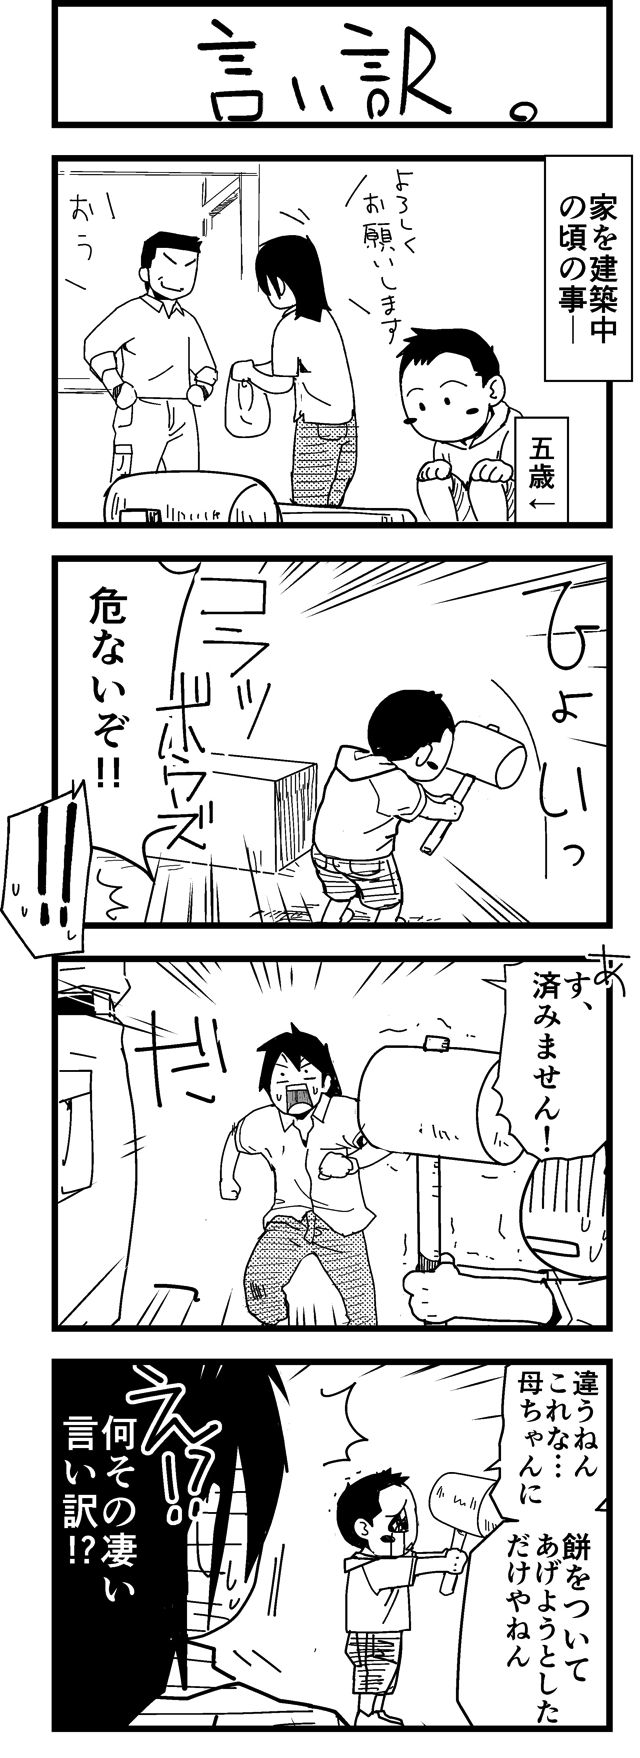 言い訳。
家を建築中
の頃の事―
よろしく
お願いします
おう
五歳←
ひょいっ
コラッ
ボウズ
危ないぞ!!
!!
あ
す、
済みません!
だっ
違うねん
これな…
母ちゃんに
餅をついて
あげようとした
だけやねん
えっ!?
何その凄い
言い訳!?